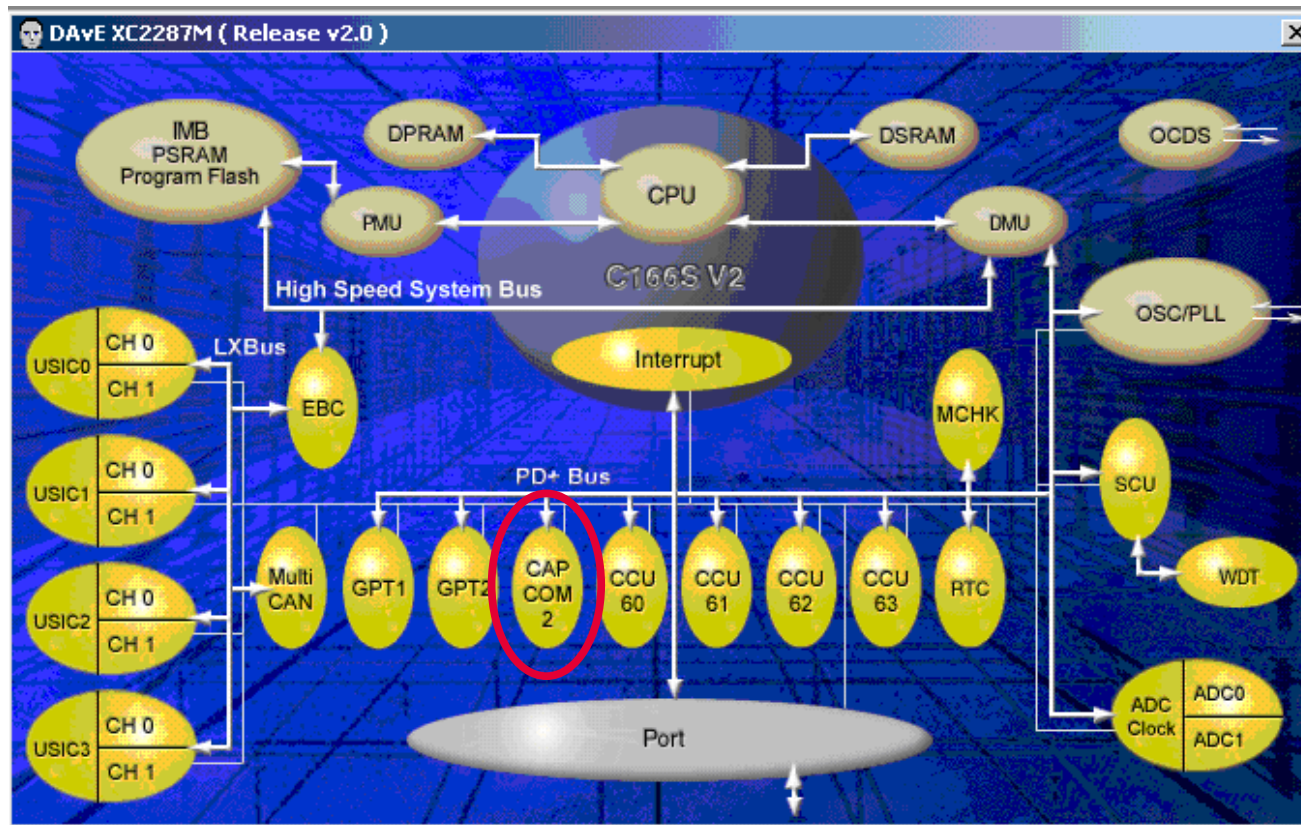 DAvE XC2287M ( Release v2.0 )
IMB
PSRAM
Program Flash
DPRAM
DSRAM
OCDS
CPU
PMU
DMU
C166S V2
High Speed System Bus
OSC/PLL
Interrupt
LXBus
USIC0
CH 0
CH 1
EBC
MCHK
PD+ Bus
SCU
USIC1
CH 0
CH 1
Multi
CAN
GPT1
GPT2
CAP
COM
2
CCU
60
CCU
61
CCU
62
CCU
63
RTC
WDT
USIC2
CH 0
CH 1
USIC3
CH 0
CH 1
Port
ADC
Clock
ADC0
ADC1